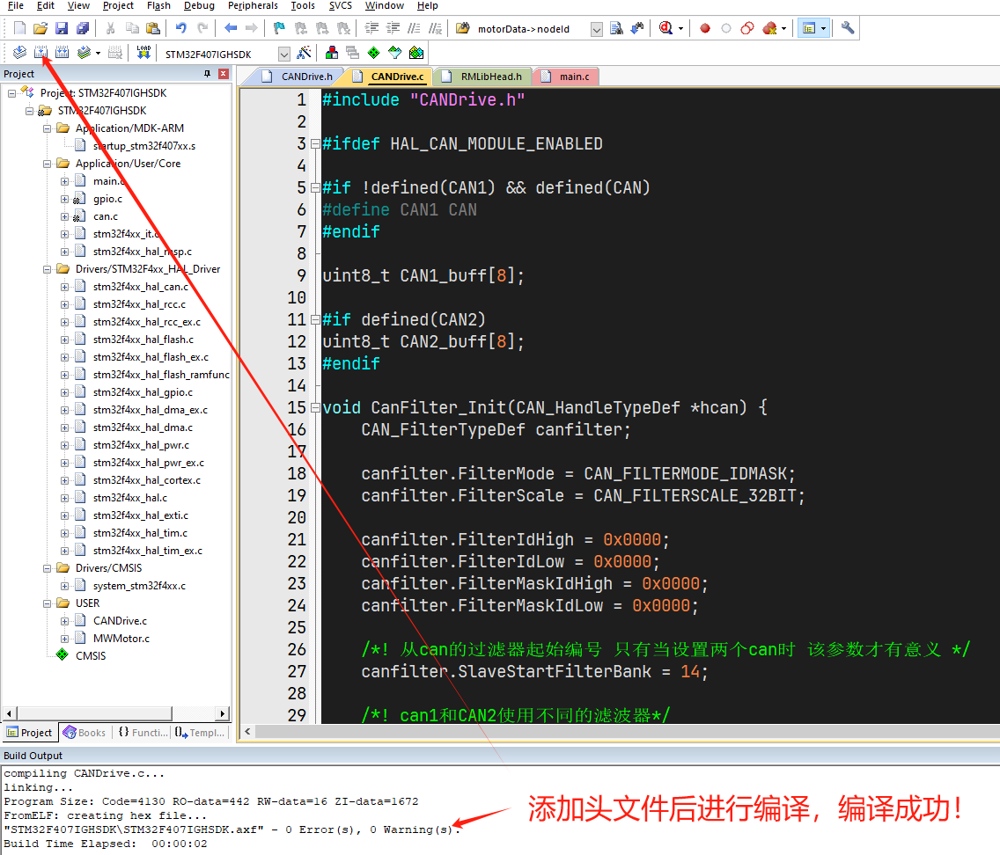 File Edit View Project Flash Debug Peripherals Tools SVCS Window Help
motorData->nodeId
LOAD STM32F407IGHSDK
Project
CANDrive.h CANDrive.c RMLibHead.h main.c
Project: STM32F407IGHSDK
STM32F407IGHSDK
Application/MDK-ARM
startup_stm32f407xx.s
Application/User/Core
main.c
gpio.c
can.c
stm32f4xx_it.c
stm32f4xx_hal_msp.c
Drivers/STM32F4xx_HAL_Driver
stm32f4xx_hal_can.c
stm32f4xx_hal_rcc.c
stm32f4xx_hal_rcc_ex.c
stm32f4xx_hal_flash.c
stm32f4xx_hal_flash_ex.c
stm32f4xx_hal_flash_ramfunc
stm32f4xx_hal_gpio.c
stm32f4xx_hal_dma_ex.c
stm32f4xx_hal_dma.c
stm32f4xx_hal_pwr.c
stm32f4xx_hal_pwr_ex.c
stm32f4xx_hal_cortex.c
stm32f4xx_hal.c
stm32f4xx_hal_exti.c
stm32f4xx_hal_tim.c
stm32f4xx_hal_tim_ex.c
Drivers/CMSIS
system_stm32f4xx.c
USER
CANDrive.c
MWMotor.c
CMSIS
Project Books {} Functi... {} Templ...
1 #include "CANDrive.h"
2
3 #ifdef HAL_CAN_MODULE_ENABLED
4
5 #if !defined(CAN1) && defined(CAN)
6 #define CAN1 CAN
7 #endif
8
9 uint8_t CAN1_buff[8];
10
11 #if defined(CAN2)
12 uint8_t CAN2_buff[8];
13 #endif
14
15 void CanFilter_Init(CAN_HandleTypeDef *hcan) {
16 CAN_FilterTypeDef canfilter;
17
18 canfilter.FilterMode = CAN_FILTERMODE_IDMASK;
19 canfilter.FilterScale = CAN_FILTERSCALE_32BIT;
20
21 canfilter.FilterIdHigh = 0x0000;
22 canfilter.FilterIdLow = 0x0000;
23 canfilter.FilterMaskIdHigh = 0x0000;
24 canfilter.FilterMaskIdLow = 0x0000;
25
26 /*! 从can的过滤器起始编号 只有当设置两个can时 该参数才有意义 */
27 canfilter.SlaveStartFilterBank = 14;
28
29 /*! can1和CAN2使用不同的滤波器*/
Build Output
compiling CANDrive.c...
linking...
Program Size: Code=4130 RO-data=442 RW-data=16 ZI-data=1672
FromELF: creating hex file...
"STM32F407IGHSDK\STM32F407IGHSDK.axf" - 0 Error(s), 0 Warning(s).
Build Time Elapsed: 00:00:02
添加头文件后进行编译，编译成功！